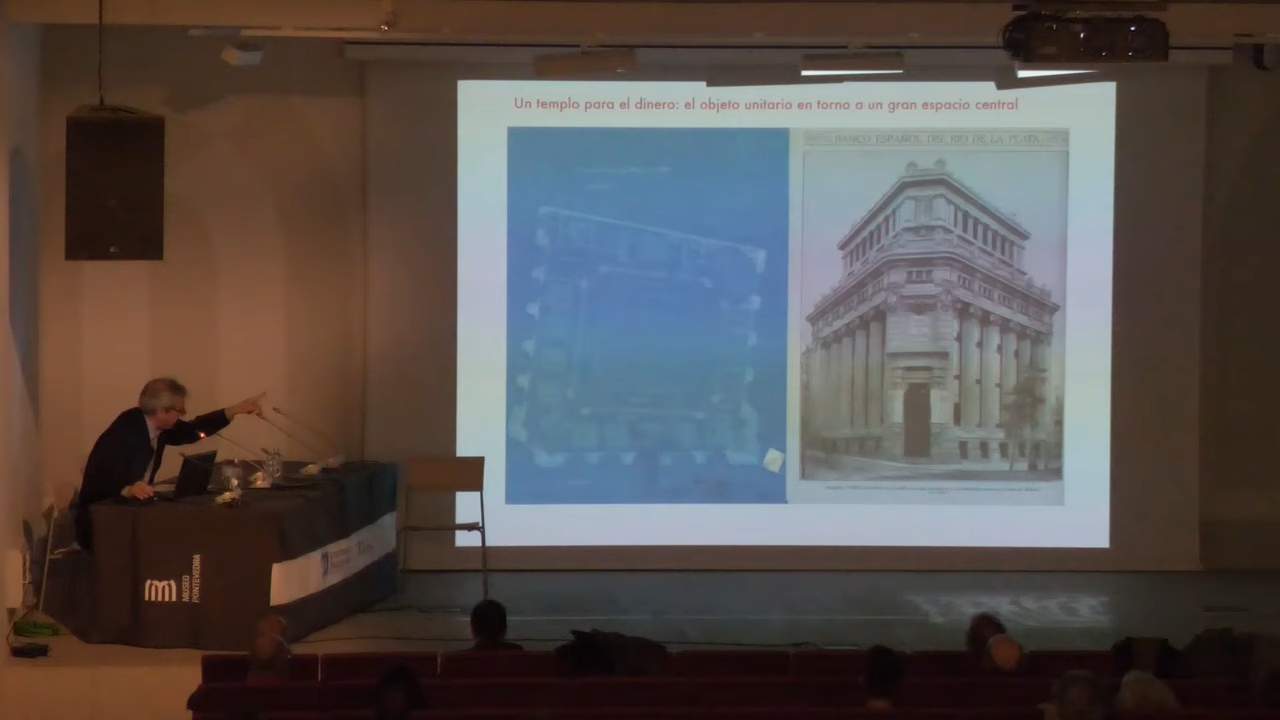 Un templo para el dinero: el objeto unitario en torno a un gran espacio central
BANCO ESPAÑOL DEL RIO DE LA PLATA
MUSEO
PONTEVEDRA